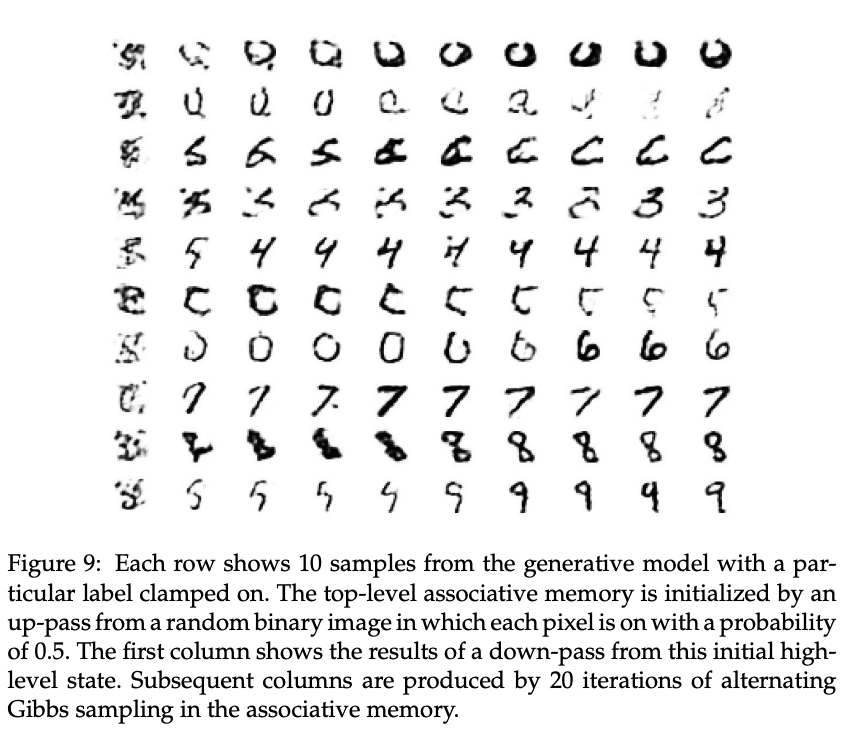 Figure 9: Each row shows 10 samples from the generative model with a par-
ticular label clamped on. The top-level associative memory is initialized by an
up-pass from a random binary image in which each pixel is on with a probability
of 0.5. The first column shows the results of a down-pass from this initial high-
level state. Subsequent columns are produced by 20 iterations of alternating
Gibbs sampling in the associative memory.